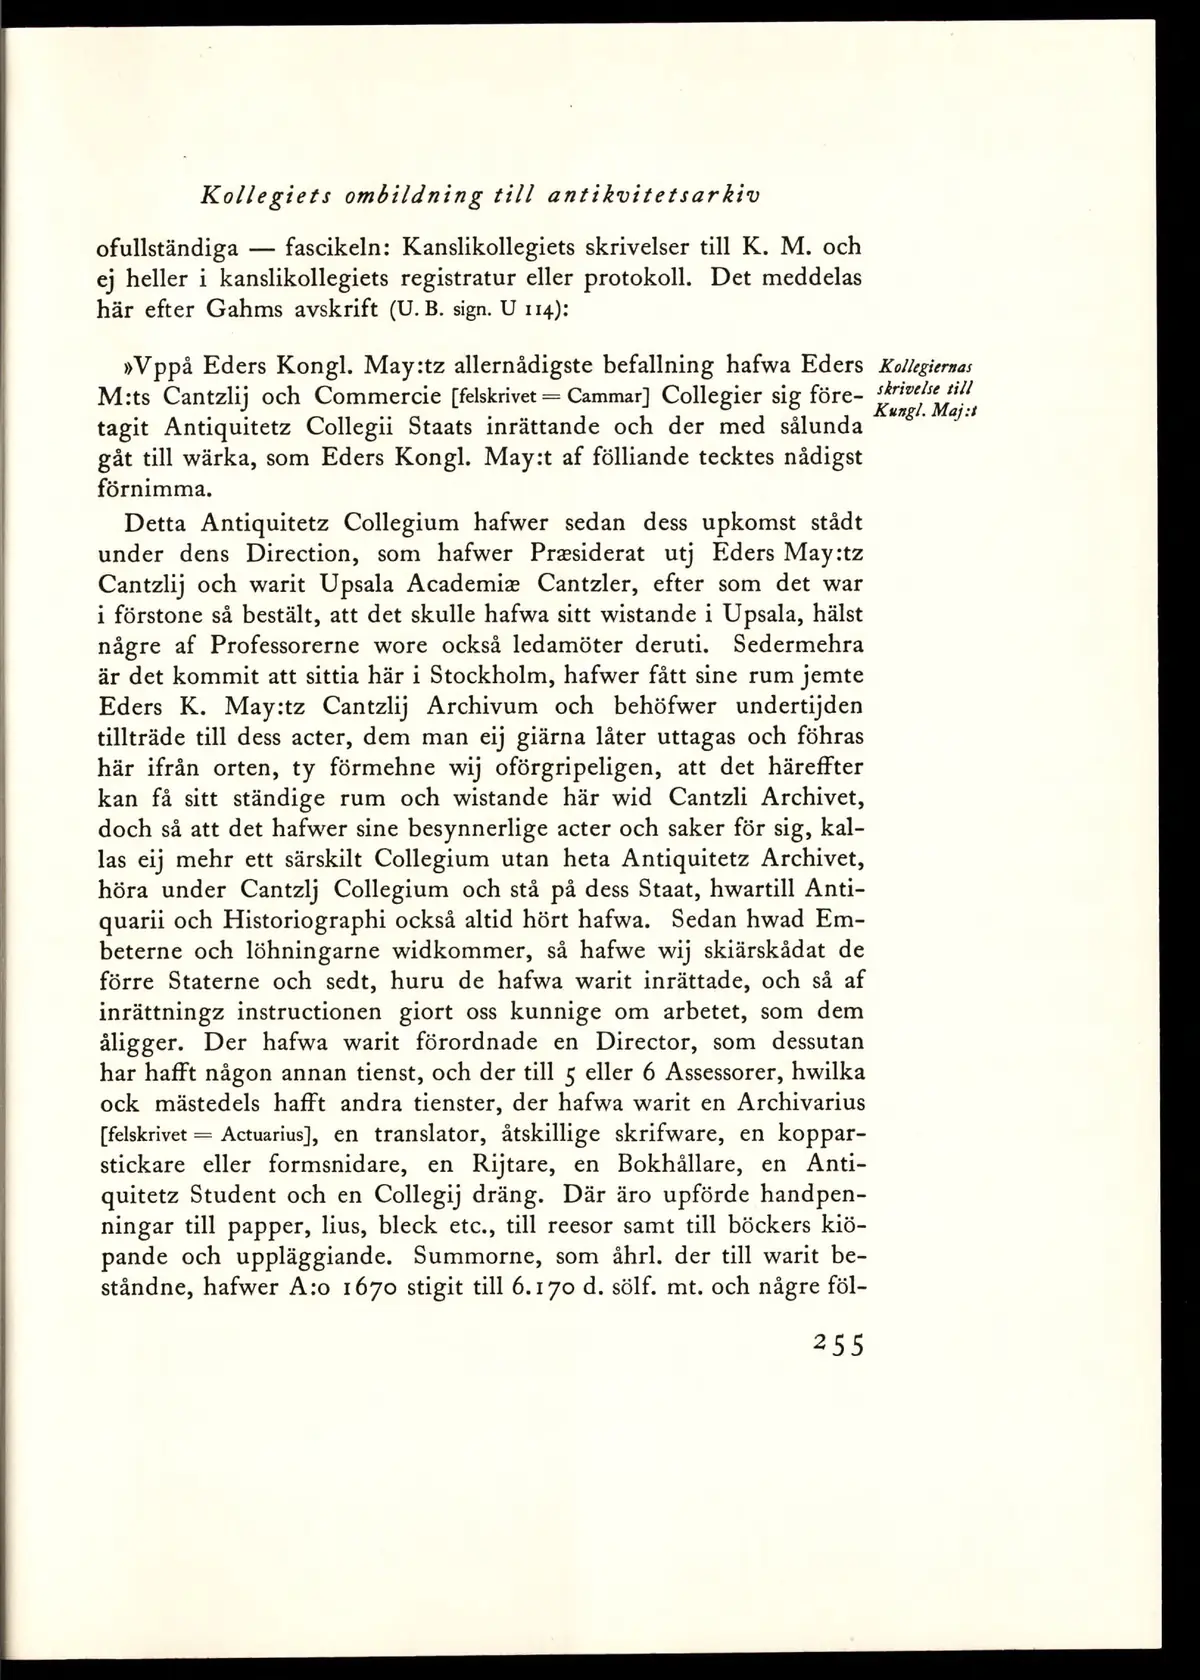 Kollegiets ombildning till antikvitetsarkiv
ofullständiga — fascikeln: Kanslikollegiets skrivelser till K. M. och
ej heller i kanslikollegiets registratur eller protokoll. Det meddelas
här efter Gahms avskrift (U. B. sign. U 114):
»Vppå Eders Kongl. May:tz allernådigste befallning hafwa Eders
M:ts Cantzlij och Commercie [felskrivet = Cammar] Collegier sig före-
tagit Antiquitetz Collegii Staats inrättande och der med sålunda
gåt till wärka, som Eders Kongl. May:t af fölliande tecktes nådigst
förnimma.
Kollegiernas
skrivelse till
Kungl. Maj:t
Detta Antiquitetz Collegium hafwer sedan dess upkomst stådt
under dens Direction, som hafwer Præsiderat utj Eders May:tz
Cantzlij och warit Upsala Academiæ Cantzler, efter som det war
i förstone så bestält, att det skulle hafwa sitt wistande i Upsala, hälst
någre af Professorerne wore också ledamöter deruti. Sedermehra
är det kommit att sittia här i Stockholm, hafwer fått sine rum jemte
Eders K. May:tz Cantzlij Archivum och behöfwer undertijden
tillträde till dess acter, dem man eij giärna låter uttagas och föhras
här ifrån orten, ty förmehne wij oförgripeligen, att det häreffter
kan få sitt ständige rum och wistande här wid Cantzli Archivet,
doch så att det hafwer sine besynnerlige acter och saker för sig, kal-
las eij mehr ett särskilt Collegium utan heta Antiquitetz Archivet,
höra under Cantzlj Collegium och stå på dess Staat, hwartill Anti-
quarii och Historiographi också altid hört hafwa. Sedan hwad Em-
beterne och löhningarne widkommer, så hafwe wij skiärskådat de
förre Staterne och sedt, huru de hafwa warit inrättade, och så af
inrättningz instructionen giort oss kunnige om arbetet, som dem
åligger. Der hafwa warit förordnade en Director, som dessutan
har hafft någon annan tienst, och der till 5 eller 6 Assessorer, hwilka
ock mästedels hafft andra tienster, der hafwa warit en Archivarius
[felskrivet = Actuarius], en translator, åtskillige skrifware, en koppar-
stickare eller formsnidare, en Rijtare, en Bokhållare, en Anti-
quitetz Student och en Collegij dräng. Där äro upförde handpen-
ningar till papper, lius, bleck etc., till reesor samt till böckers kiö-
pande och uppläggiande. Summorne, som åhrl. der till warit be-
ståndne, hafwer A:o 1670 stigit till 6.170 d. sölf. mt. och någre föl-
255